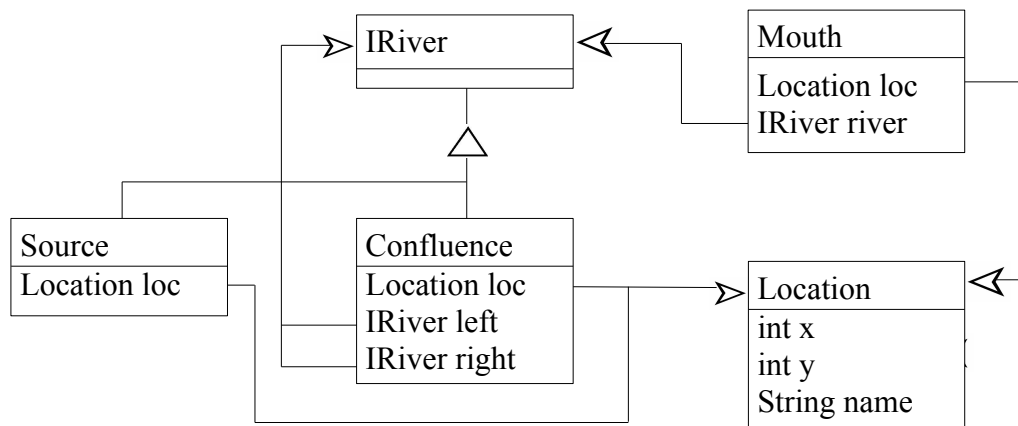 IRiver
Mouth
Location loc
IRiver river
Source
Location loc
Confluence
Location loc
IRiver left
IRiver right
Location
int x
int y
String name